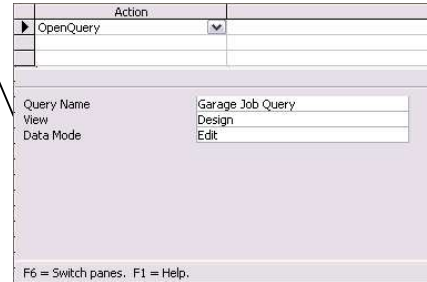 Action
OpenQuery
Query Name Garage Job Query
View Design
Data Mode Edit
F6 = Switch panes. F1 = Help.